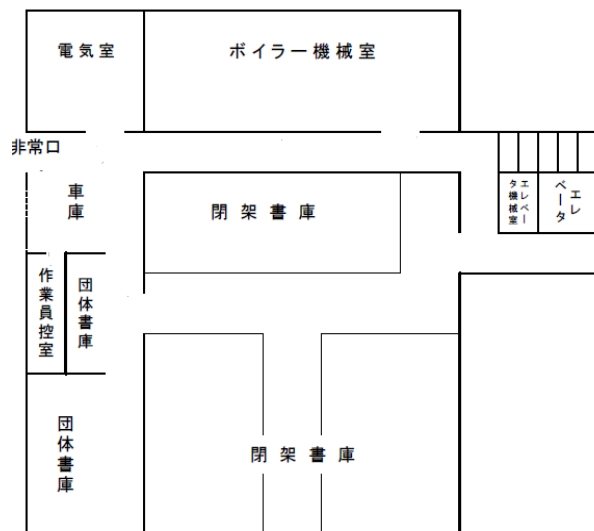 電気室
ボイラー機械室
非常口
車庫
閉架書庫
エレベータ機械室
エレベータ
作業員控室
団体書庫
団体書庫
閉架書庫